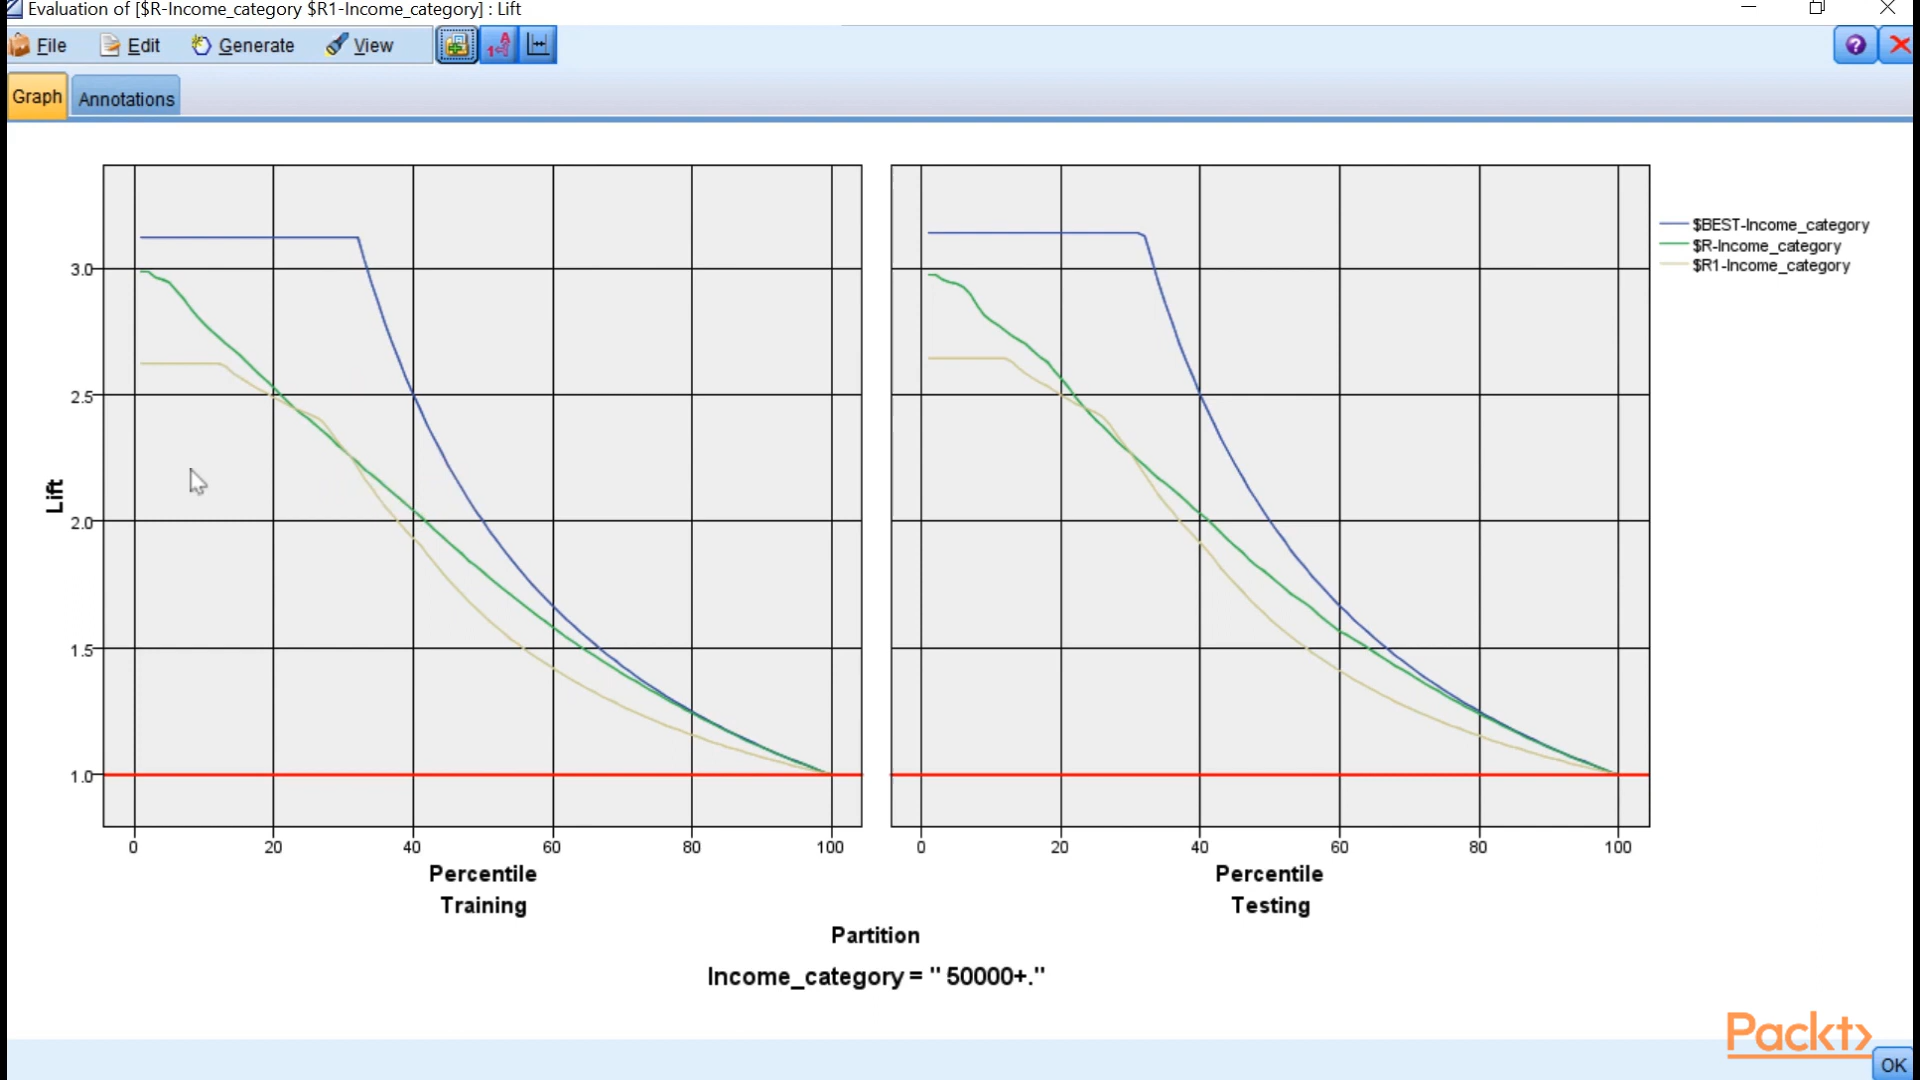 Evaluation of [$R-Income_category $R1-Income_category] : Lift
File Edit Generate View
Graph Annotations
$BEST-Income_category
$R-Income_category
$R1-Income_category
Lift
3.0
2.5
2.0
1.5
1.0
0 20 40 60 80 100
0 20 40 60 80 100
Percentile
Training
Percentile
Testing
Partition
Income_category = " 50000+."
Packt>
OK